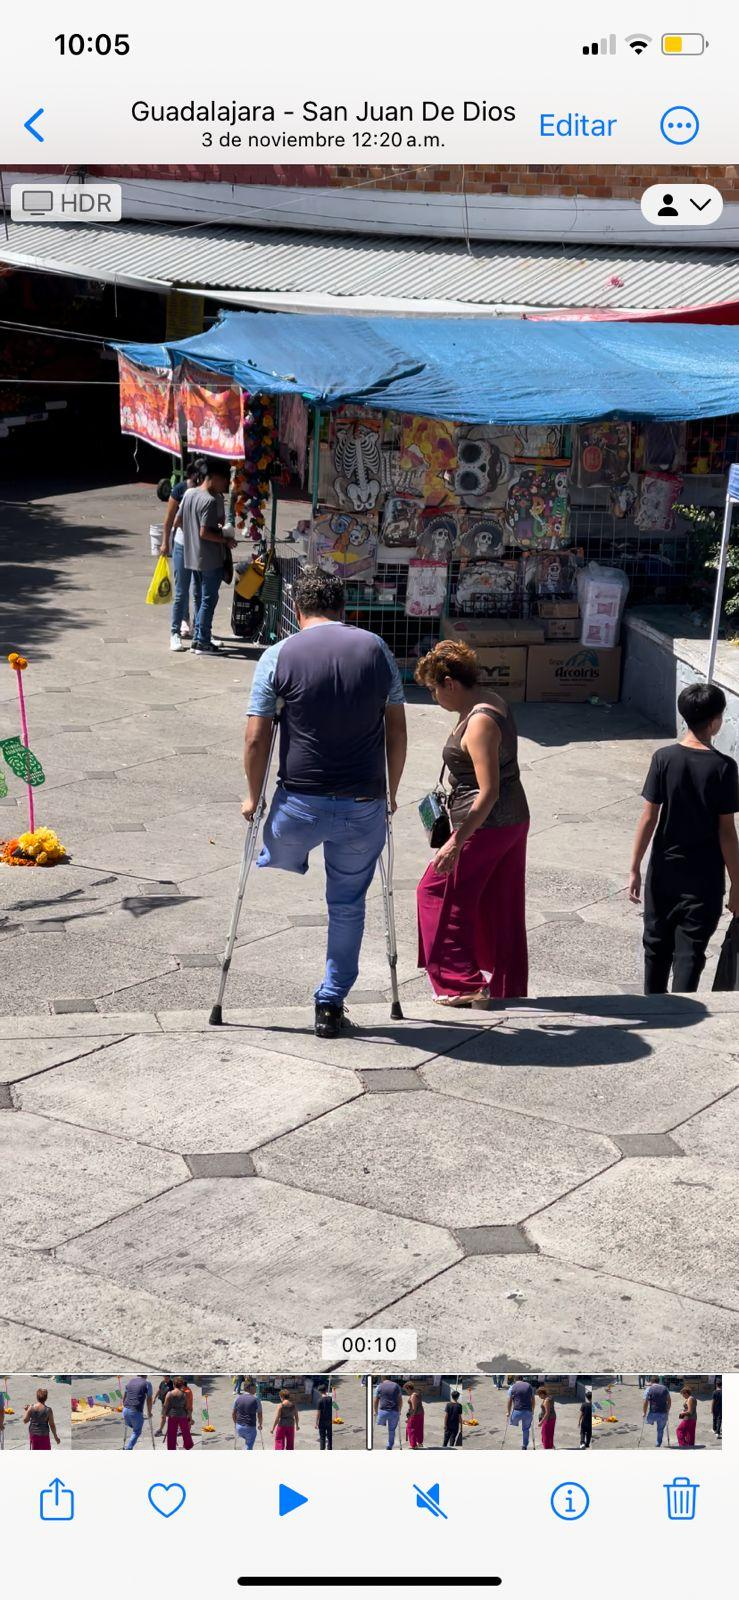 10:05
Guadalajara - San Juan De Dios
3 de noviembre 12:20 a.m.
Editar
HDR
Arcoiris
00:10